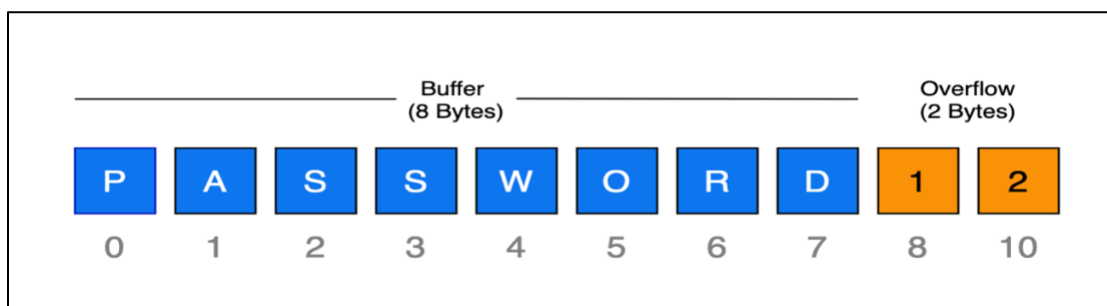 Buffer
(8 Bytes)
Overflow
(2 Bytes)
P A S S W O R D 1 2
0 1 2 3 4 5 6 7 8 10